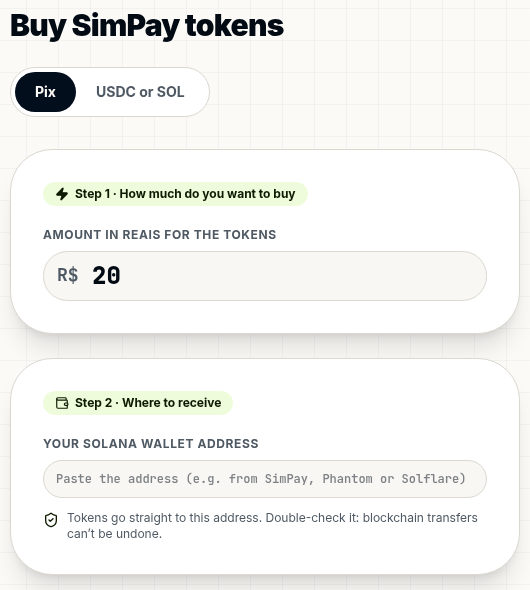 Buy SimPay tokens
Pix
USDC or SOL
Step 1 · How much do you want to buy
AMOUNT IN REAIS FOR THE TOKENS
R$ 20
Step 2 · Where to receive
YOUR SOLANA WALLET ADDRESS
Paste the address (e.g. from SimPay, Phantom or Solflare)
Tokens go straight to this address. Double-check it: blockchain transfers
can’t be undone.